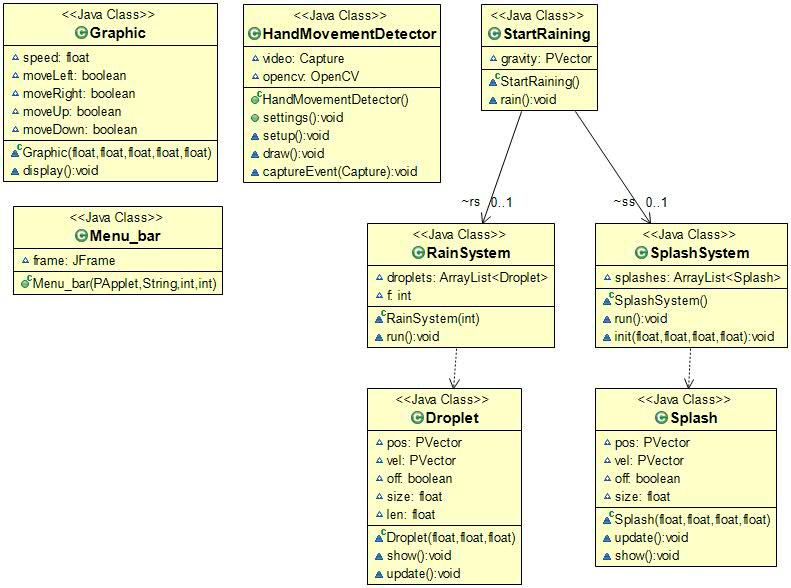 <<Java Class>>
Graphic
speed: float
moveLeft: boolean
moveRight: boolean
moveUp: boolean
moveDown: boolean
Graphic(float,float,float,float,float)
display():void
<<Java Class>>
HandMovementDetector
video: Capture
opencv: OpenCV
HandMovementDetector()
settings():void
setup():void
draw():void
captureEvent(Capture):void
<<Java Class>>
StartRaining
gravity: PVector
StartRaining()
rain():void
<<Java Class>>
Menu_bar
frame: JFrame
Menu_bar(PApplet,String,int,int)
~rs 0..1
~ss 0..1
<<Java Class>>
RainSystem
droplets: ArrayList<Droplet>
f: int
RainSystem(int)
run():void
<<Java Class>>
SplashSystem
splashes: ArrayList<Splash>
SplashSystem()
run():void
init(float,float,float,float):void
<<Java Class>>
Droplet
pos: PVector
vel: PVector
off: boolean
size: float
len: float
Droplet(float,float,float)
show():void
update():void
<<Java Class>>
Splash
pos: PVector
vel: PVector
off: boolean
size: float
Splash(float,float,float,float)
update():void
show():void